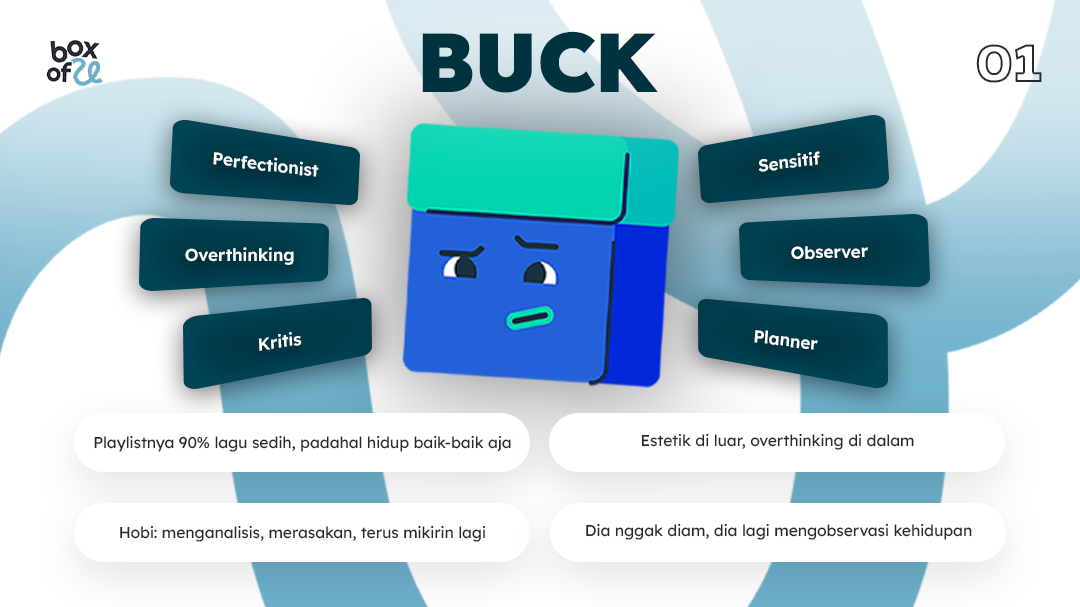 box
of ze
BUCK
01
Perfectionist
Sensitif
Overthinking
Observer
Kritis
Planner
Playlistnya 90% lagu sedih, padahal hidup baik-baik aja
Estetik di luar, overthinking di dalam
Hobi: menganalisis, merasakan, terus mikirin lagi
Dia nggak diam, dia lagi mengobservasi kehidupan